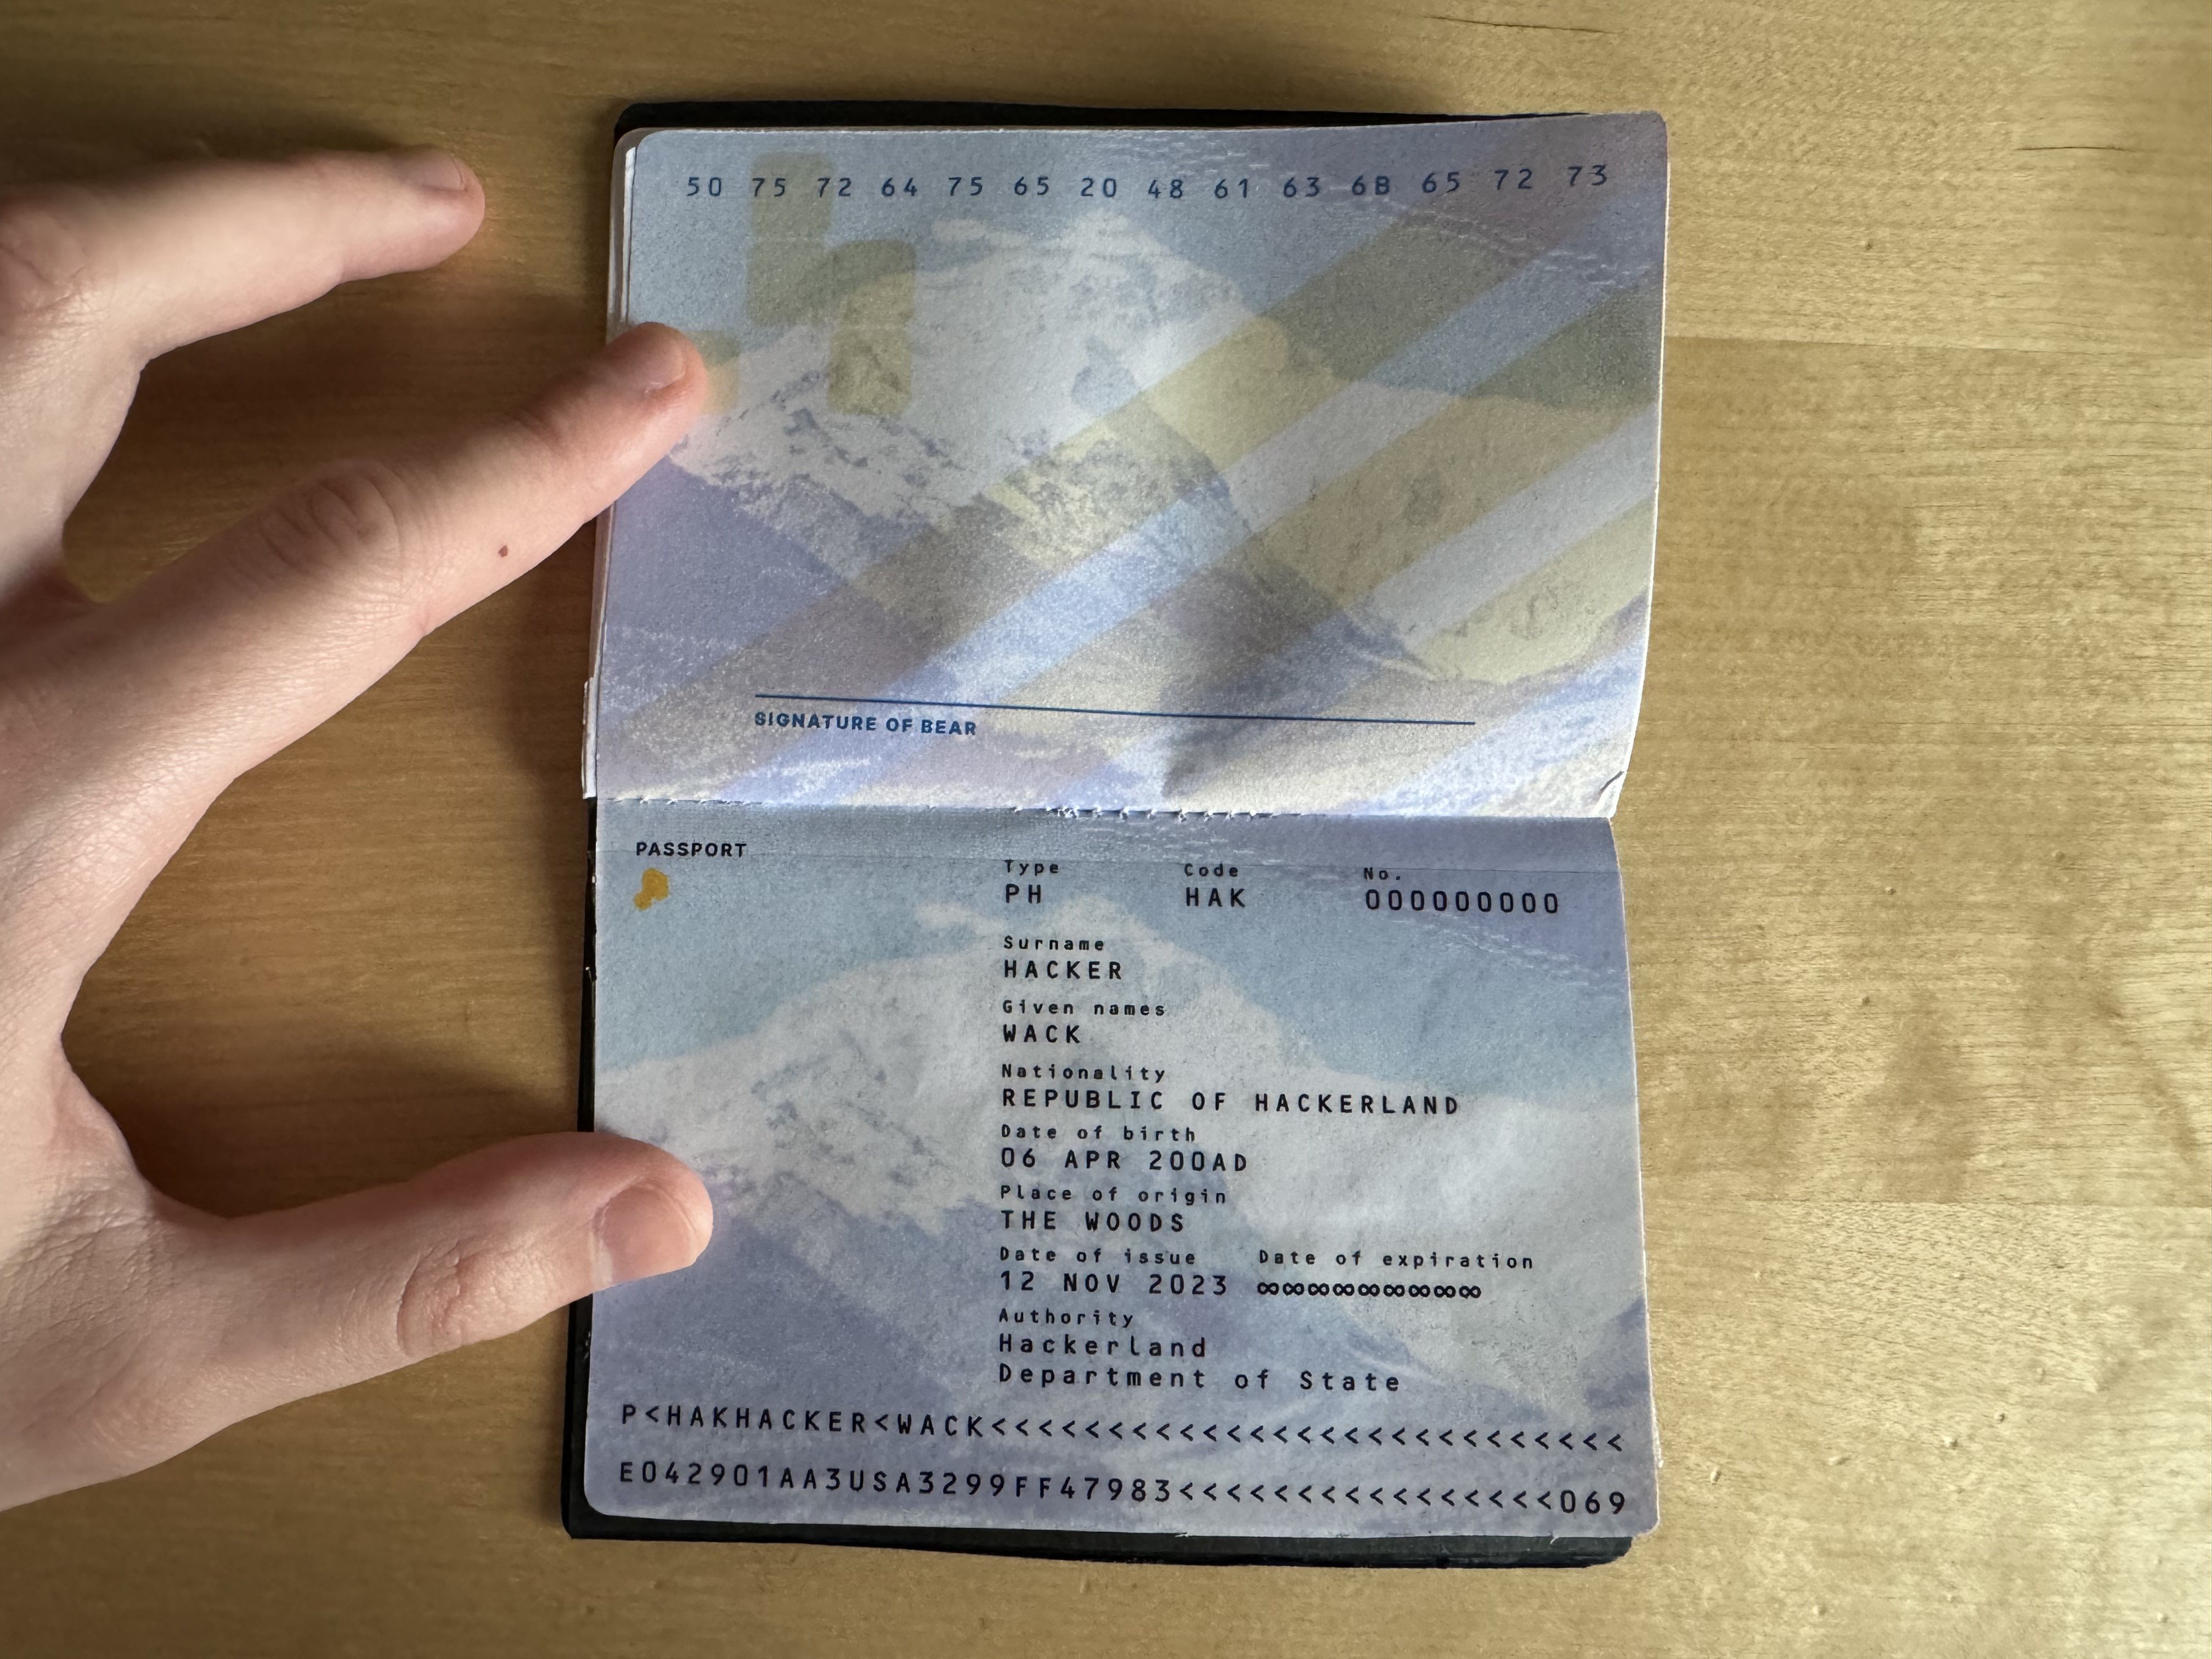 50 75 72 64 75 65 20 48 61 63 6B 65 72 73
SIGNATURE OF BEAR
PASSPORT
Type Code No.
PH HAK 000000000
Surname
HACKER
Given names
WACK
Nationality
REPUBLIC OF HACKERLAND
Date of birth
06 APR 200AD
Place of origin
THE WOODS
Date of issue Date of expiration
12 NOV 2023 ∞∞∞∞∞∞∞∞∞
Authority
Hackerland
Department of State
P<HAKHACKER<WACK<<<<<<<<<<<<<<<<<<<<<<<<<<<
E042901AA3USA3299FF47983<<<<<<<<<<<<<<<<069